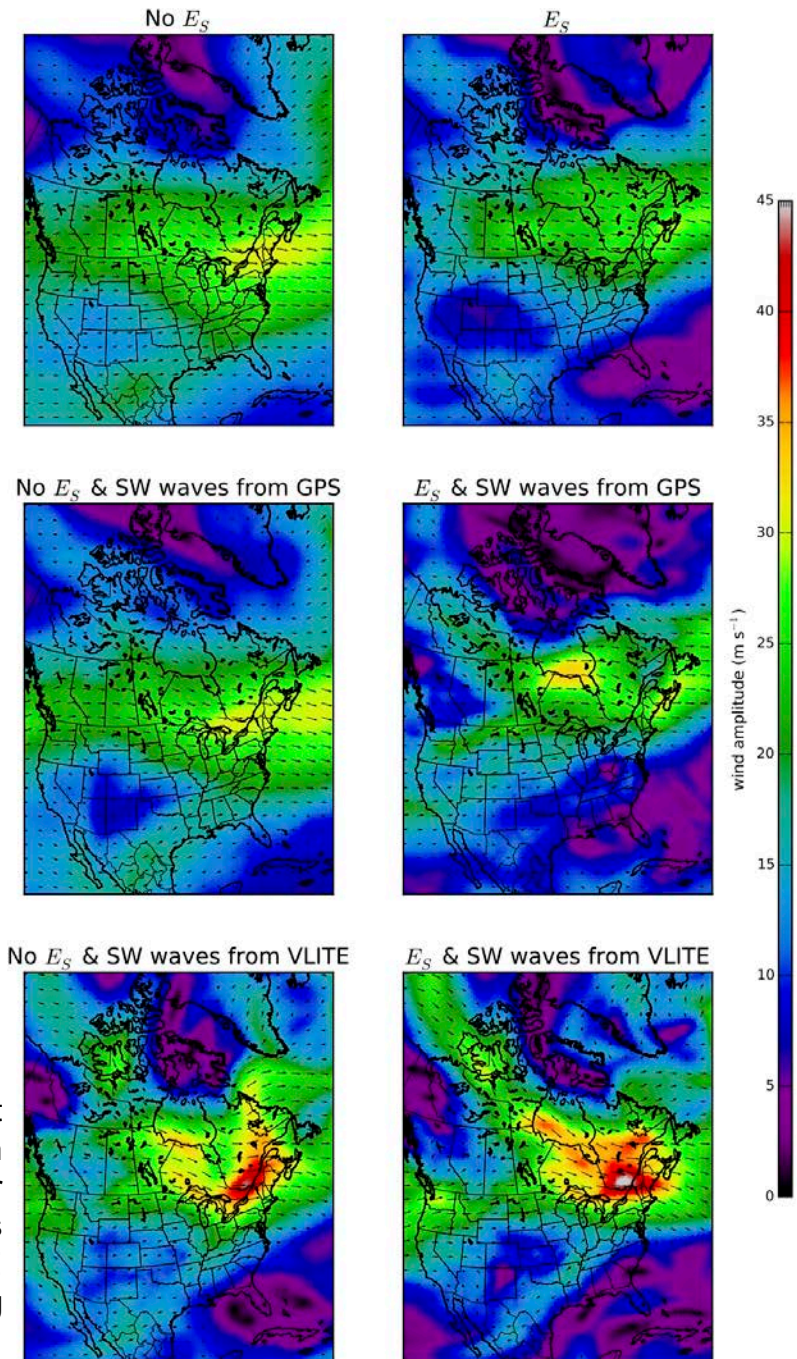 No E_S
E_S
No E_S & SW waves from GPS
E_S & SW waves from GPS
No E_S & SW waves from VLITE
E_S & SW waves from VLITE
45
40
35
30
25
20
15
10
5
0
wind amplitude (m s⁻¹)